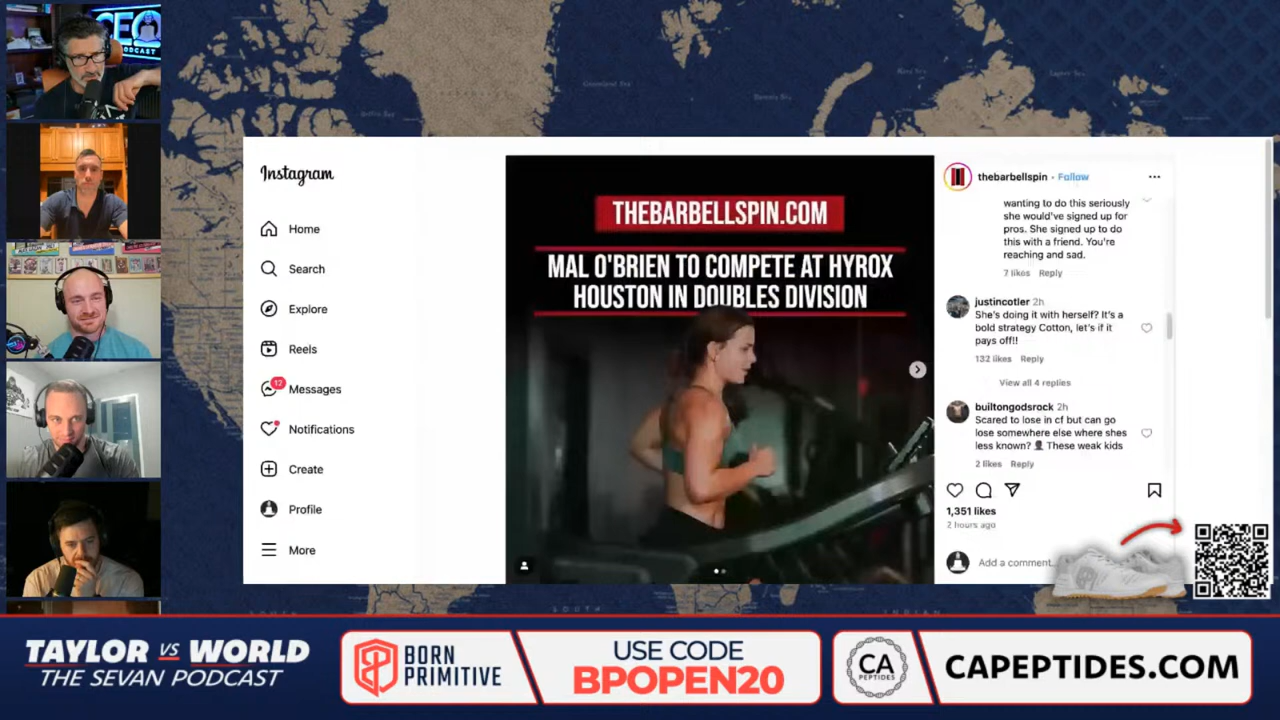 CEO
PODCAST
Instagram
Home
Search
Explore
Reels
12
Messages
Notifications
Create
Profile
More
THEBARBELLSPIN.COM
MAL O'BRIEN TO COMPETE AT HYROX
HOUSTON IN DOUBLES DIVISION
thebarbellspin • Follow
wanting to do this seriously
she would've signed up for
pros. She signed up to do
this with a friend. You're
reaching and sad.
7 likes Reply
justincotler 2h
She's doing it with herself? It's a
bold strategy Cotton, let's if it
pays off!!
132 likes Reply
View all 4 replies
builtongodsrock 2h
Scared to lose in cf but can go
lose somewhere else where shes
less known? 👤 These weak kids
2 likes Reply
1,351 likes
2 hours ago
Add a comment...
SOUTH
TAYLOR VS WORLD
THE SEVAN PODCAST
BORN
PRIMITIVE
USE CODE
BPOPEN20
CA
PEPTIDES
CAPEPTIDES.COM